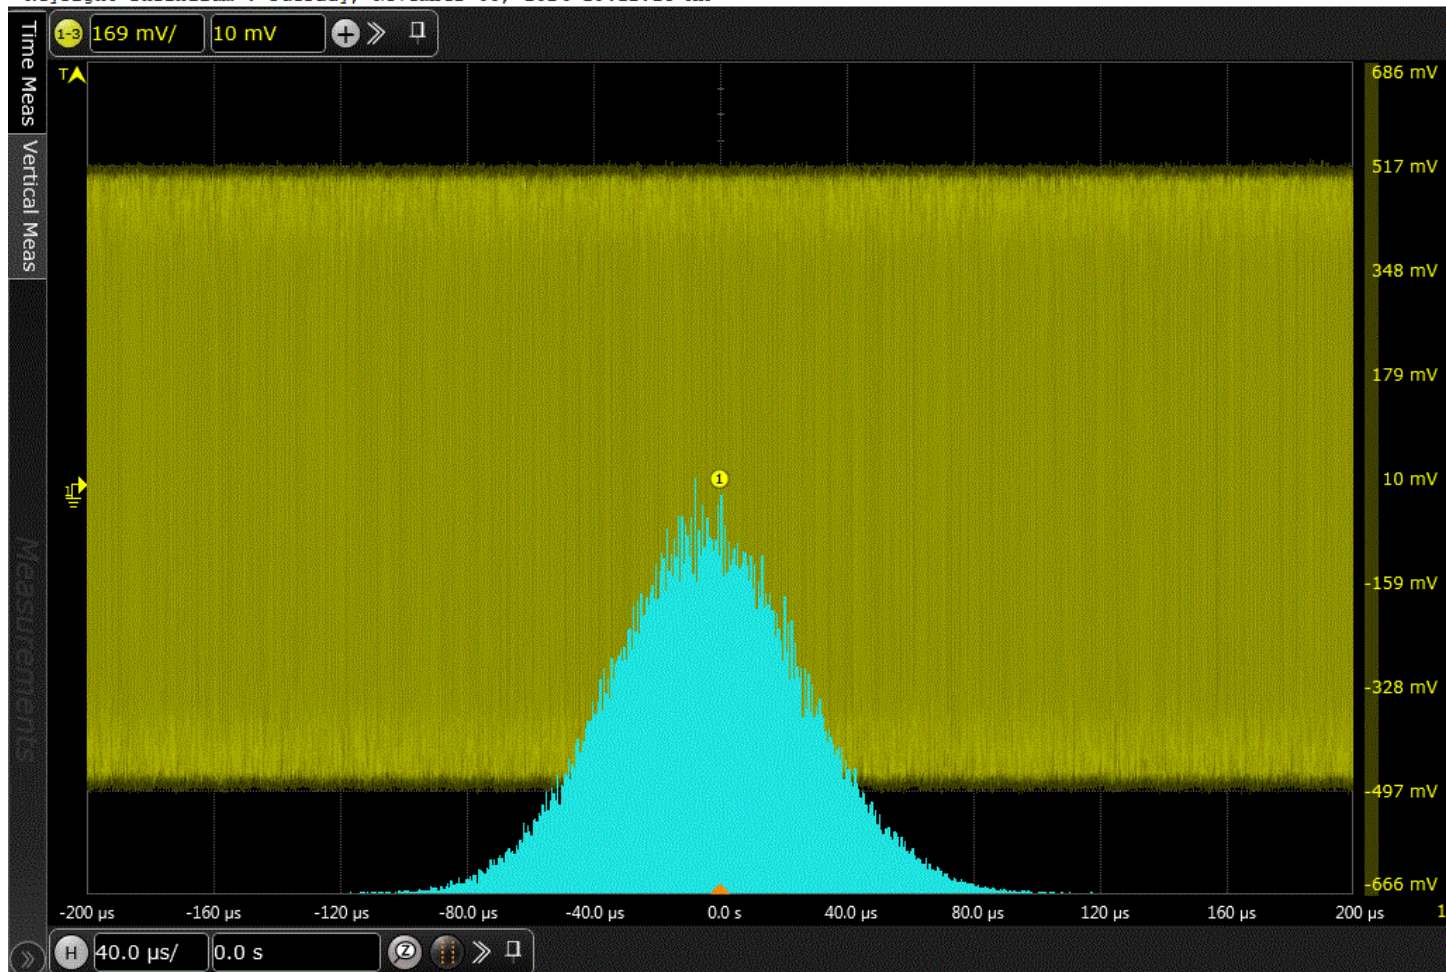 1-3 169 mV/ 10 mV
Time Meas
Vertical Meas
Measurements
T
686 mV
517 mV
348 mV
179 mV
1
10 mV
-159 mV
-328 mV
-497 mV
-666 mV
-200 µs -160 µs -120 µs -80.0 µs -40.0 µs 0.0 s 40.0 µs 80.0 µs 120 µs 160 µs 200 µs 1
H 40.0 µs/ 0.0 s Z